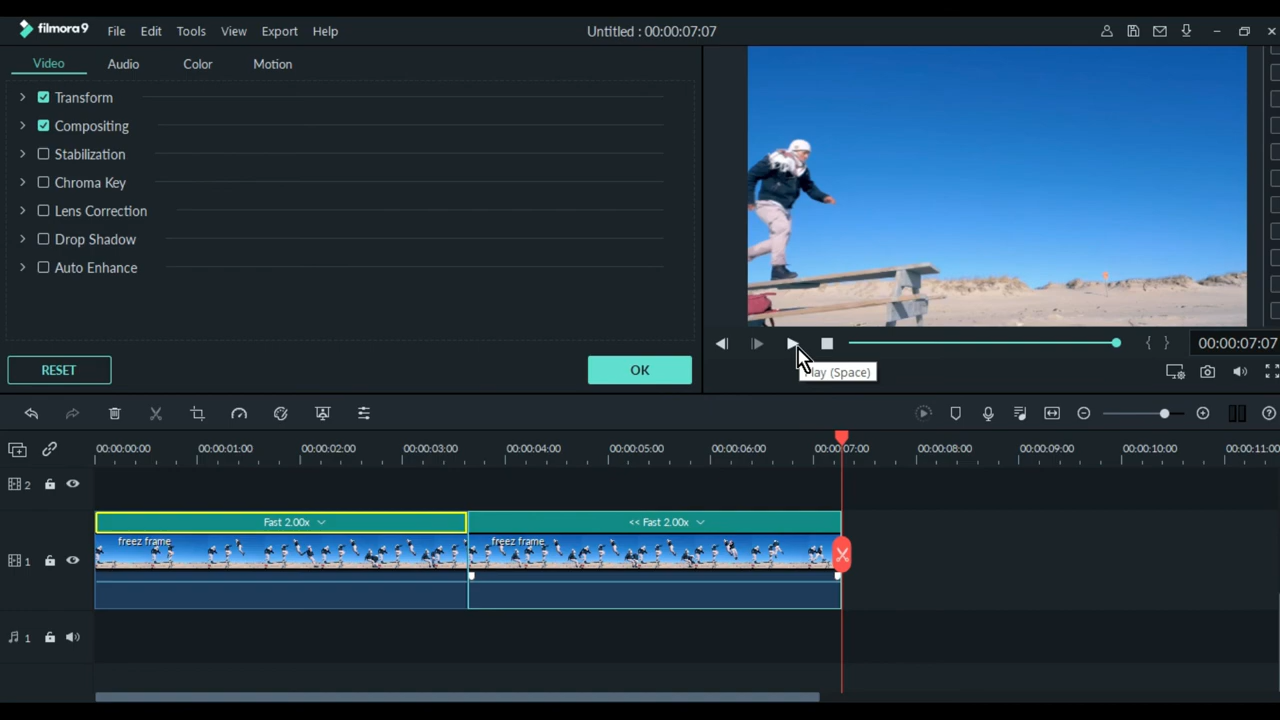 filmora9 File Edit Tools View Export Help Untitled : 00:00:07:07
Video Audio Color Motion
Transform
Compositing
Stabilization
Chroma Key
Lens Correction
Drop Shadow
Auto Enhance
RESET OK
00:00:07:07
Play (Space)
00:00:00:00 00:00:01:00 00:00:02:00 00:00:03:00 00:00:04:00 00:00:05:00 00:00:06:00 00:00:07:00 00:00:08:00 00:00:09:00 00:00:10:00 00:00:11:00
2
Fast 2.00x << Fast 2.00x
freez frame freez frame
1
1